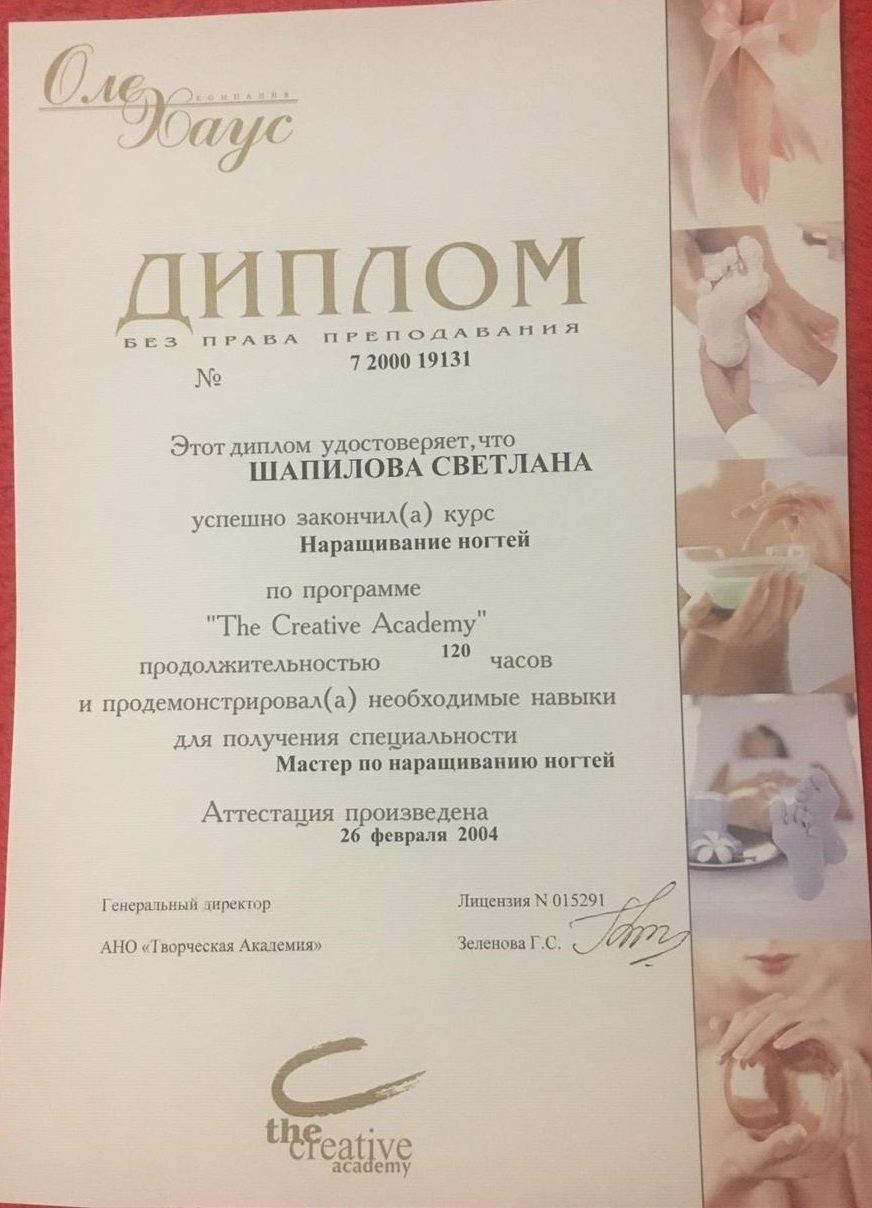 Оле
компания
Хаус
ДИПЛОМ
БЕЗ ПРАВА ПРЕПОДАВАНИЯ
№ 7 2000 19131
Этот диплом удостоверяет, что
ШАПИЛОВА СВЕТЛАНА
успешно закончил(а) курс
Наращивание ногтей
по программе
"The Creative Academy"
продолжительностью 120 часов
и продемонстрировал(а) необходимые навыки
для получения специальности
Мастер по наращиванию ногтей
Аттестация произведена
26 февраля 2004
Генеральный директор Лицензия N 015291
АНО «Творческая Академия» Зеленова Г.С.
the
creative
academy